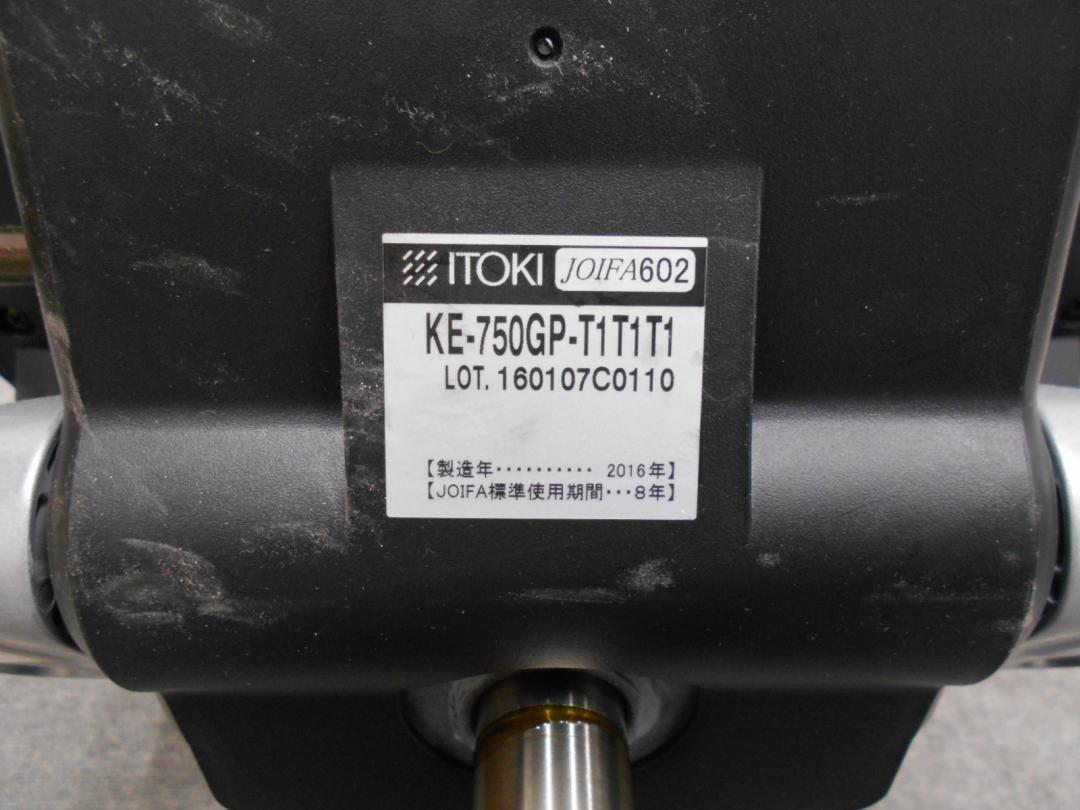 ITOKI JOIFA602
KE-750GP-T1T1T1
LOT. 160107C0110
【製造年・・・・・・・・・・ 2016年】
【JOIFA標準使用期間・・・8年】